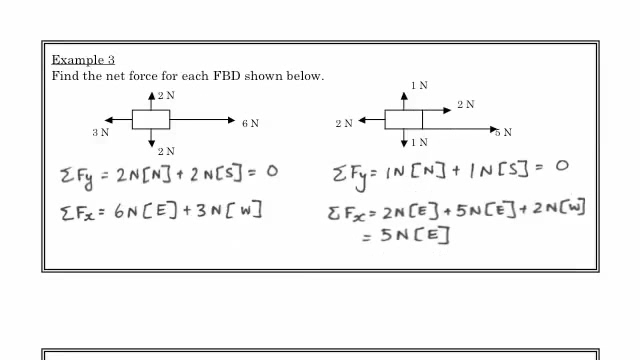 Example 3
Find the net force for each FBD shown below.
2 N
3 N
6 N
2 N
ΣFy = 2N[N] + 2N[S] = 0
ΣFx = 6N[E] + 3N[W]
1 N
2 N
2 N
5 N
1 N
ΣFy = 1N[N] + 1N[S] = 0
ΣFx = 2N[E] + 5N[E] + 2N[W]
= 5N[E]